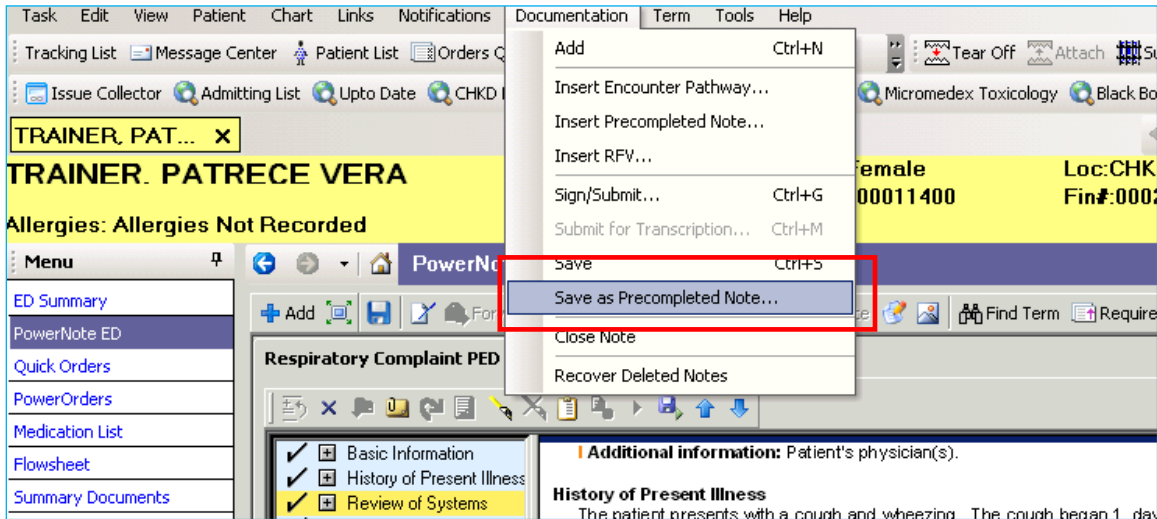 Task Edit View Patient Chart Links Notifications Documentation Term Tools Help
Tracking List Message Center Patient List Orders Tear Off Attach
Issue Collector Admitting List Upto Date CHKD Micromedex Toxicology Black
Add Ctrl+N
Insert Encounter Pathway...
Insert Precompleted Note...
Insert RFV...
Sign/Submit... Ctrl+G
Submit for Transcription... Ctrl+M
Save Ctrl+S
Save as Precompleted Note...
Close Note
Recover Deleted Notes
TRAINER, PAT... x
TRAINER, PATRECE VERA Female Loc:CHK
00011400 Fin#:000
Allergies: Allergies Not Recorded
Menu
ED Summary
PowerNote ED
Quick Orders
PowerOrders
Medication List
Flowsheet
Summary Documents
PowerNo
Add Find Term Require
Respiratory Complaint PED
Basic Information
History of Present Illness
Review of Systems
Additional information: Patient's physician(s).
History of Present Illness
The patient presents with a cough and wheezing. The cough began 1 day